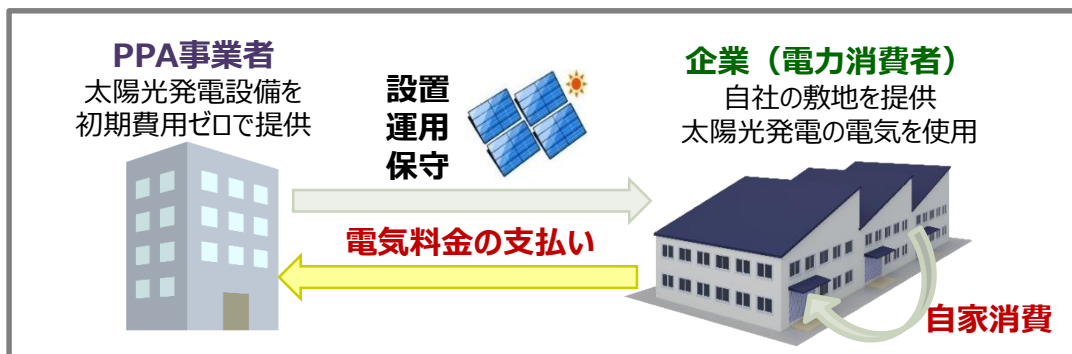 PPA事業者
太陽光発電設備を
初期費用ゼロで提供
設置
運用
保守
企業（電力消費者）
自社の敷地を提供
太陽光発電の電気を使用
電気料金の支払い
自家消費